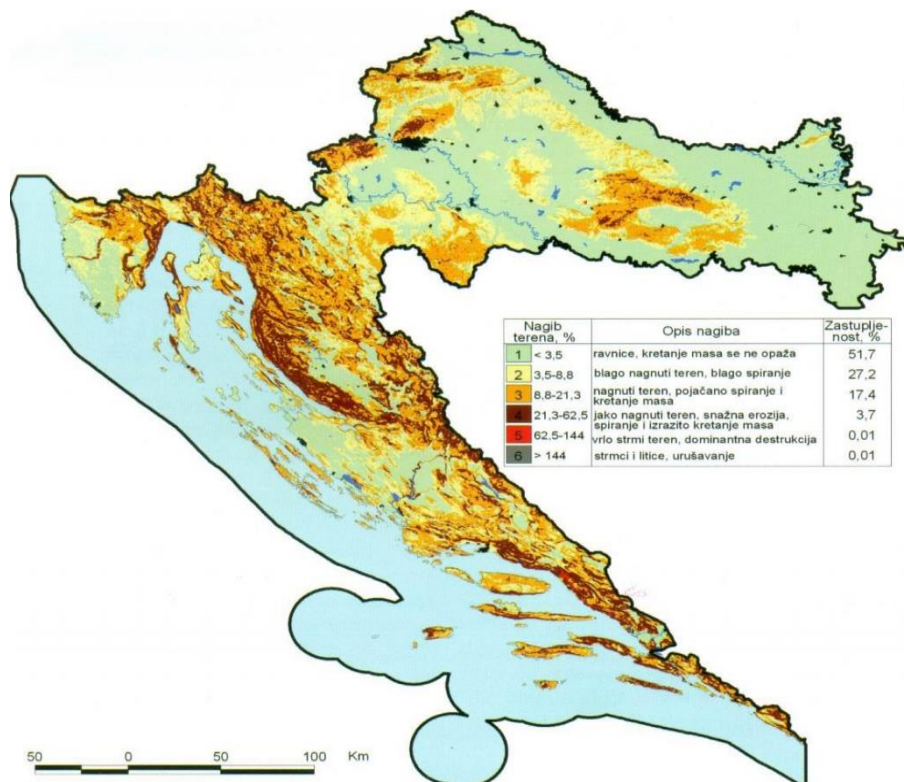 Nagib
terena, %
Opis nagiba
Zastuplje-
nost, %
1 < 3,5 ravnice, kretanje masa se ne opaža 51,7
2 3,5-8,8 blago nagnuti teren, blago spiranje 27,2
3 8,8-21,3 nagnuti teren, pojačano spiranje i
kretanje masa 17,4
4 21,3-62,5 jako nagnuti teren, snažna erozija,
spiranje i izrazito kretanje masa 3,7
5 62,5-144 vrlo strmi teren, dominantna destrukcija 0,01
6 > 144 strmci i litice, urušavanje 0,01
50 0 50 100 Km